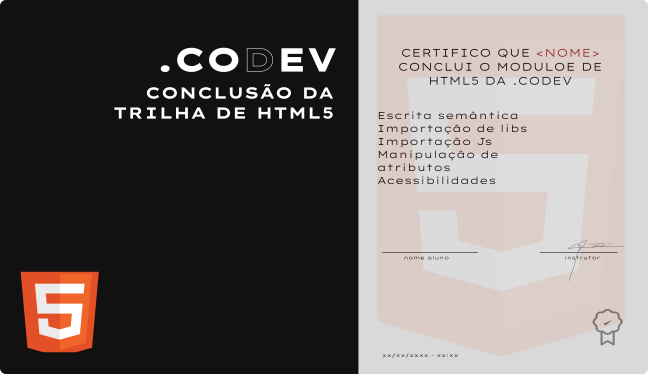 .CODEV
CONCLUSÃO DA
TRILHA DE HTML5
5
CERTIFICO QUE <NOME>
CONCLUI O MODULOE DE
HTML5 DA .CODEV
Escrita semântica
Importação de libs
Importação Js
Manipulação de
atributos
Acessibilidades
nome aluno
instrutor
xx/xx/xxxx - xx:xx